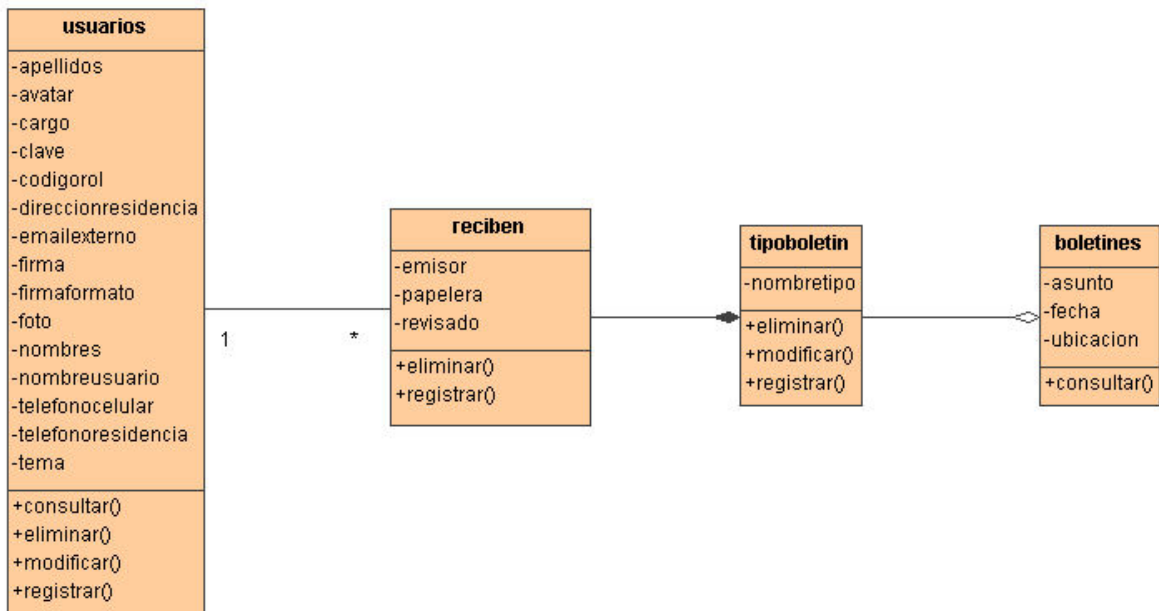 usuarios
-apellidos
-avatar
-cargo
-clave
-codigorol
-direccionresidencia
-emailexterno
-firma
-firmaformato
-foto
-nombres
-nombreusuario
-telefonocelular
-telefonoresidencia
-tema
+consultar()
+eliminar()
+modificar()
+registrar()
1
*
reciben
-emisor
-papelera
-revisado
+eliminar()
+registrar()
tipoboletin
-nombretipo
+eliminar()
+modificar()
+registrar()
boletines
-asunto
-fecha
-ubicacion
+consultar()